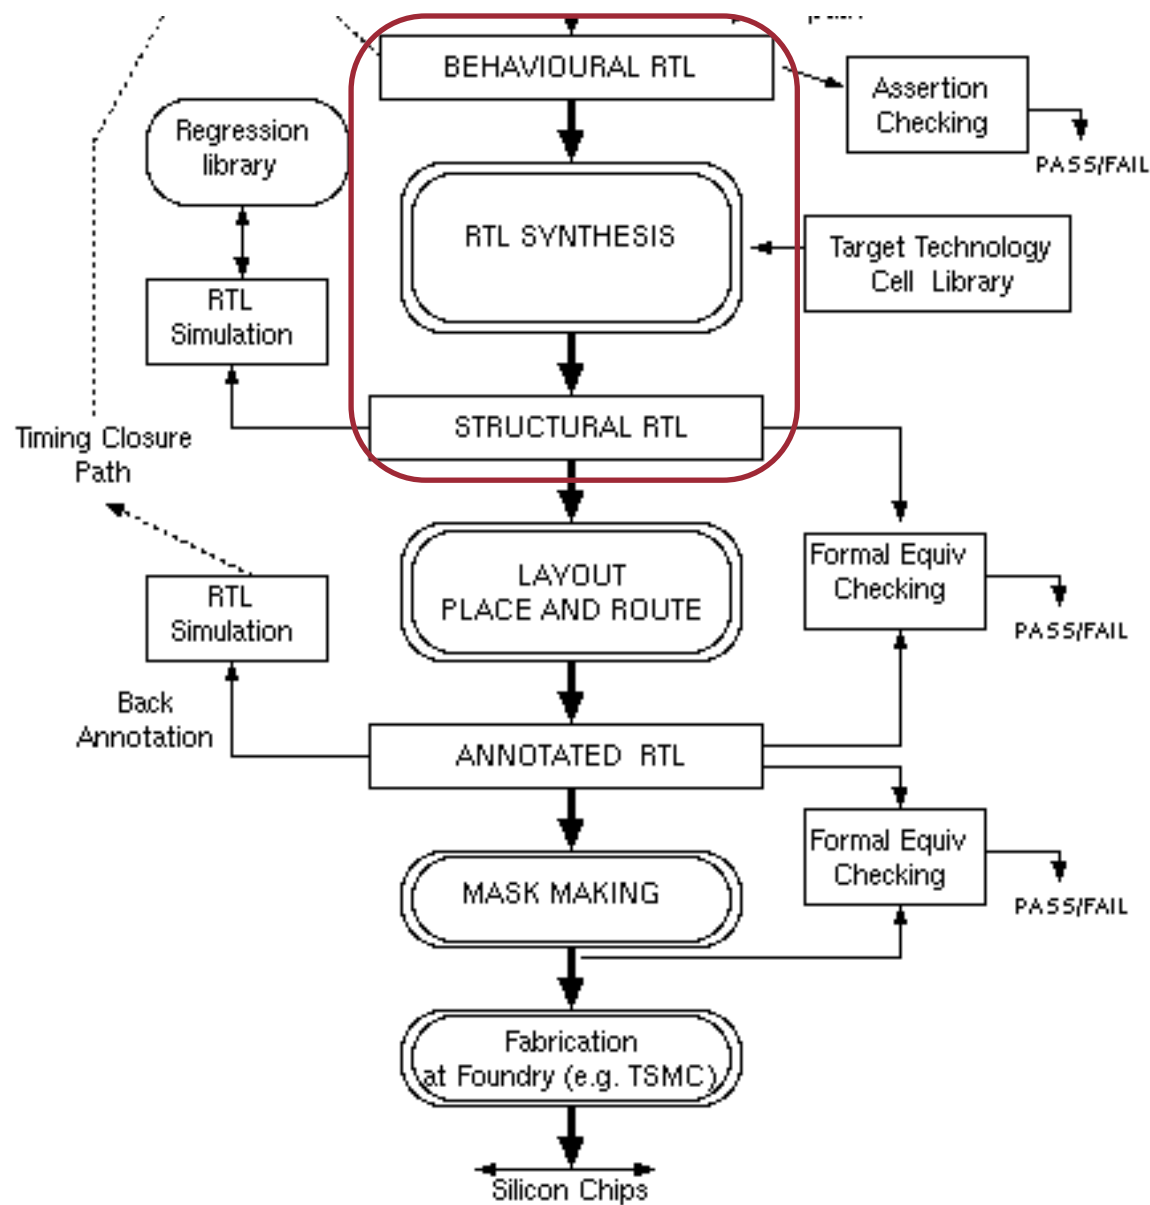 BEHAVIOURAL RTL
Assertion
Checking
PASS/FAIL
Regression
library
RTL SYNTHESIS
Target Technology
Cell Library
RTL
Simulation
STRUCTURAL RTL
Timing Closure
Path
LAYOUT
PLACE AND ROUTE
Formal Equiv
Checking
PASS/FAIL
RTL
Simulation
Back
Annotation
ANNOTATED RTL
Formal Equiv
Checking
PASS/FAIL
MASK MAKING
Fabrication
at Foundry (e.g. TSMC)
Silicon Chips